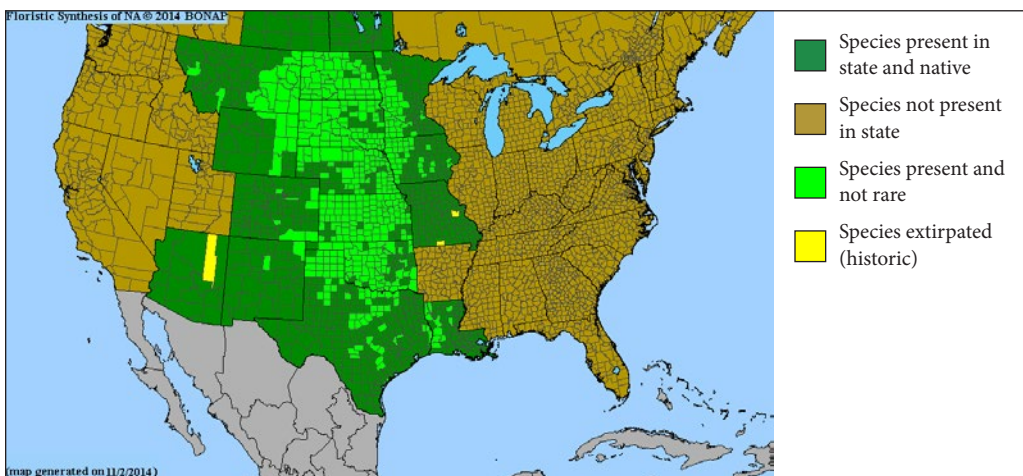 Floristic Synthesis of NA © 2014 BONAP
Species present in
state and native
Species not present
in state
Species present and
not rare
Species extirpated
(historic)
(map generated on 11/2/2014)